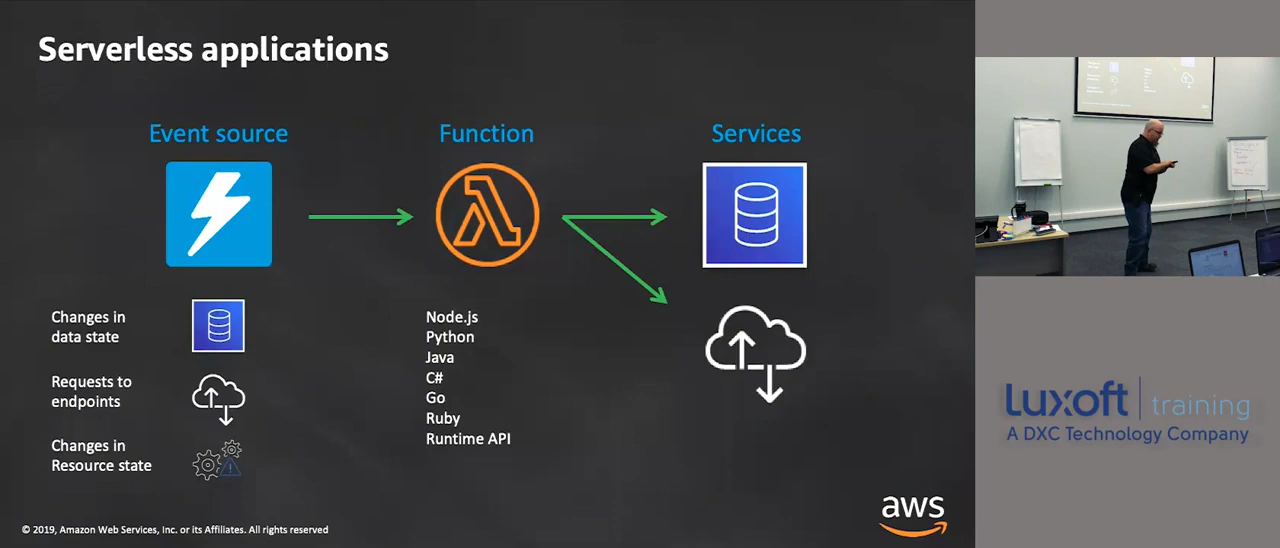 Serverless applications
Event source
Function
Services
Changes in
data state
Requests to
endpoints
Changes in
Resource state
Node.js
Python
Java
C#
Go
Ruby
Runtime API
© 2019, Amazon Web Services, Inc. or its Affiliates. All rights reserved
aws
Luxoft training
A DXC Technology Company